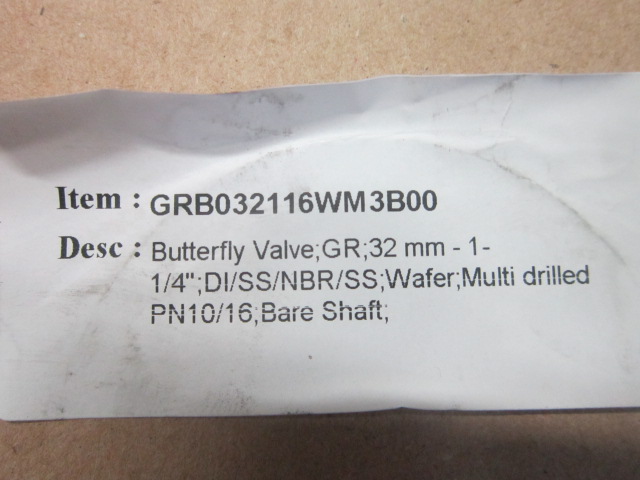 Item : GRB032116WM3B00
Desc : Butterfly Valve;GR;32 mm - 1-
1/4";DI/SS/NBR/SS;Wafer;Multi drilled
PN10/16;Bare Shaft;